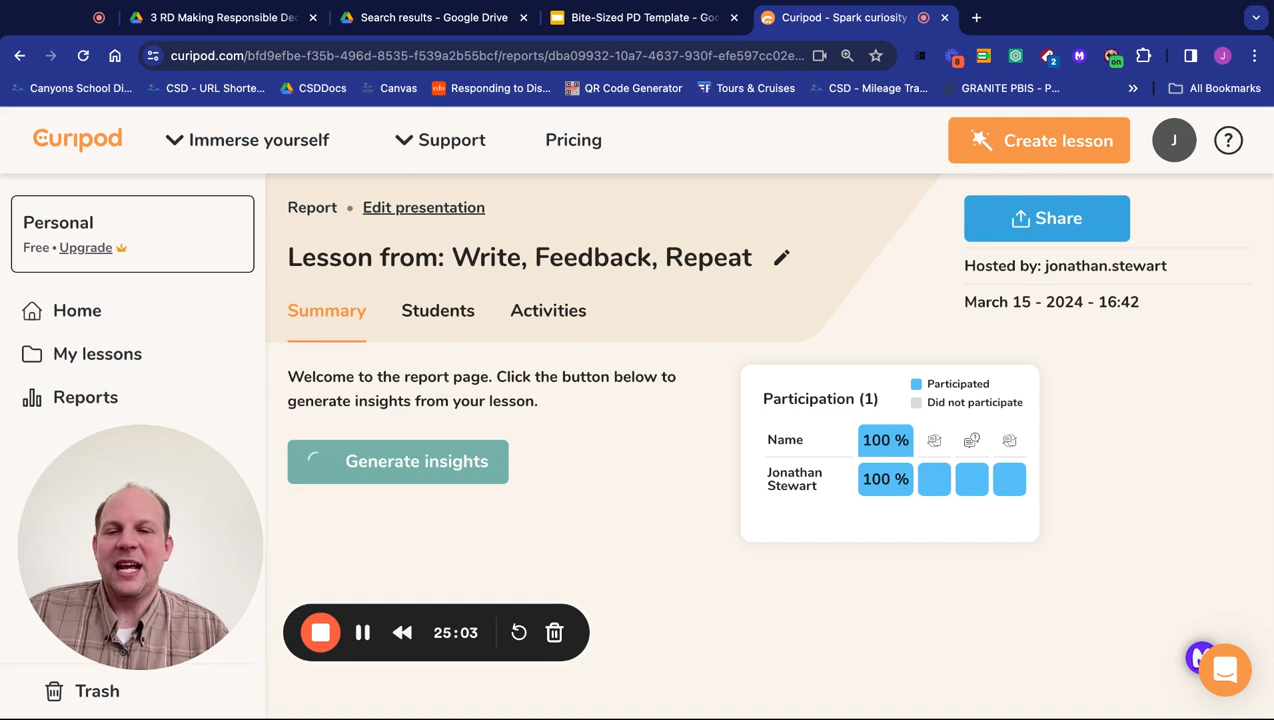 3 RD Making Responsible Dec
Search results - Google Drive
Bite-Sized PD Template - Goo
Curipod - Spark curiosity
curipod.com/bfd9efbe-f35b-496d-8535-f539a2b55bcf/reports/dba09932-10a7-4637-930f-efe597cc02e...
8
2
on
J
Canyons School Di...
CSD - URL Shorte...
CSDDocs
Canvas
Responding to Dis...
QR Code Generator
Tours & Cruises
CSD - Mileage Tra...
GRANITE PBIS - P...
All Bookmarks
curipod
Immerse yourself
Support
Pricing
Create lesson
J
?
Personal
Free • Upgrade
Home
My lessons
Reports
Trash
Report • Edit presentation
Lesson from: Write, Feedback, Repeat
Summary
Students
Activities
Share
Hosted by: jonathan.stewart
March 15 - 2024 - 16:42
Welcome to the report page. Click the button below to
generate insights from your lesson.
Generate insights
Participation (1)
Participated
Did not participate
Name
100 %
Jonathan
Stewart
100 %
25:03